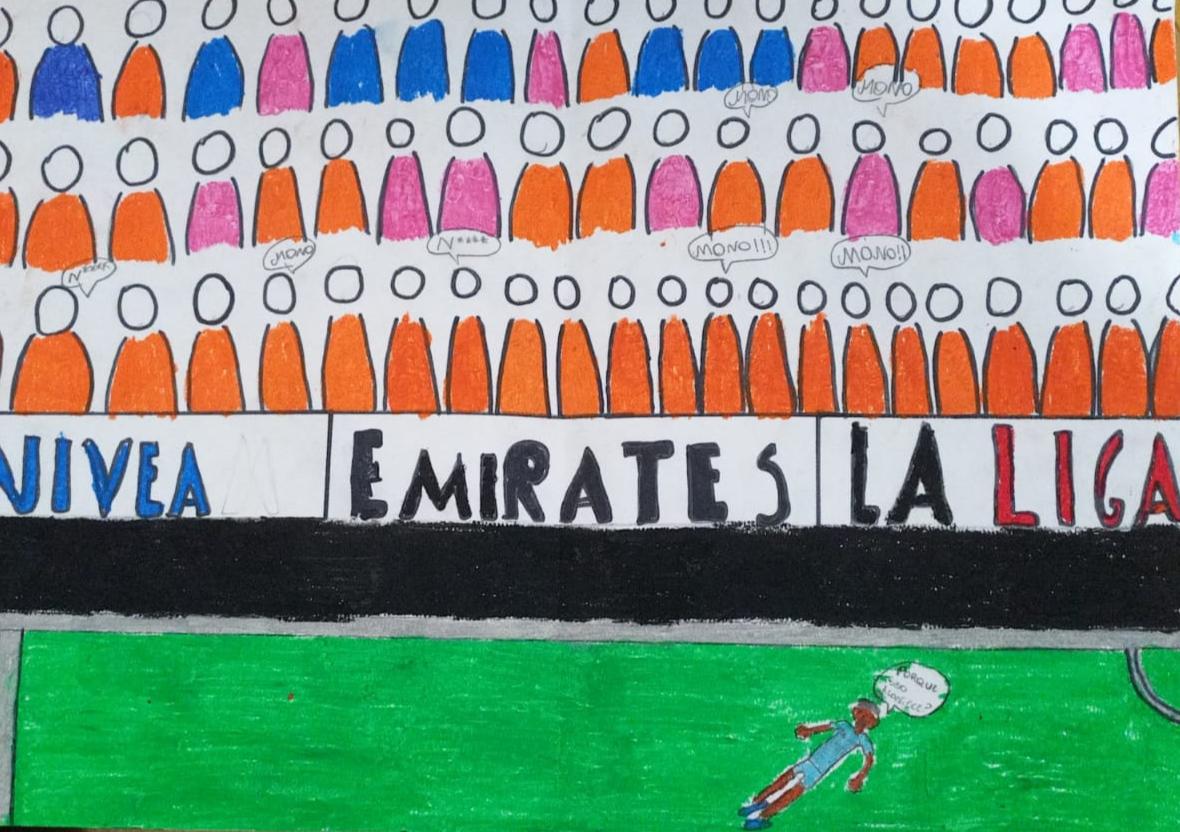 MONO
MONO
N****
MONO
N****
MONO!!!
MONO!!
NIVEA
EMIRATES
LA LIGA
PORQUE